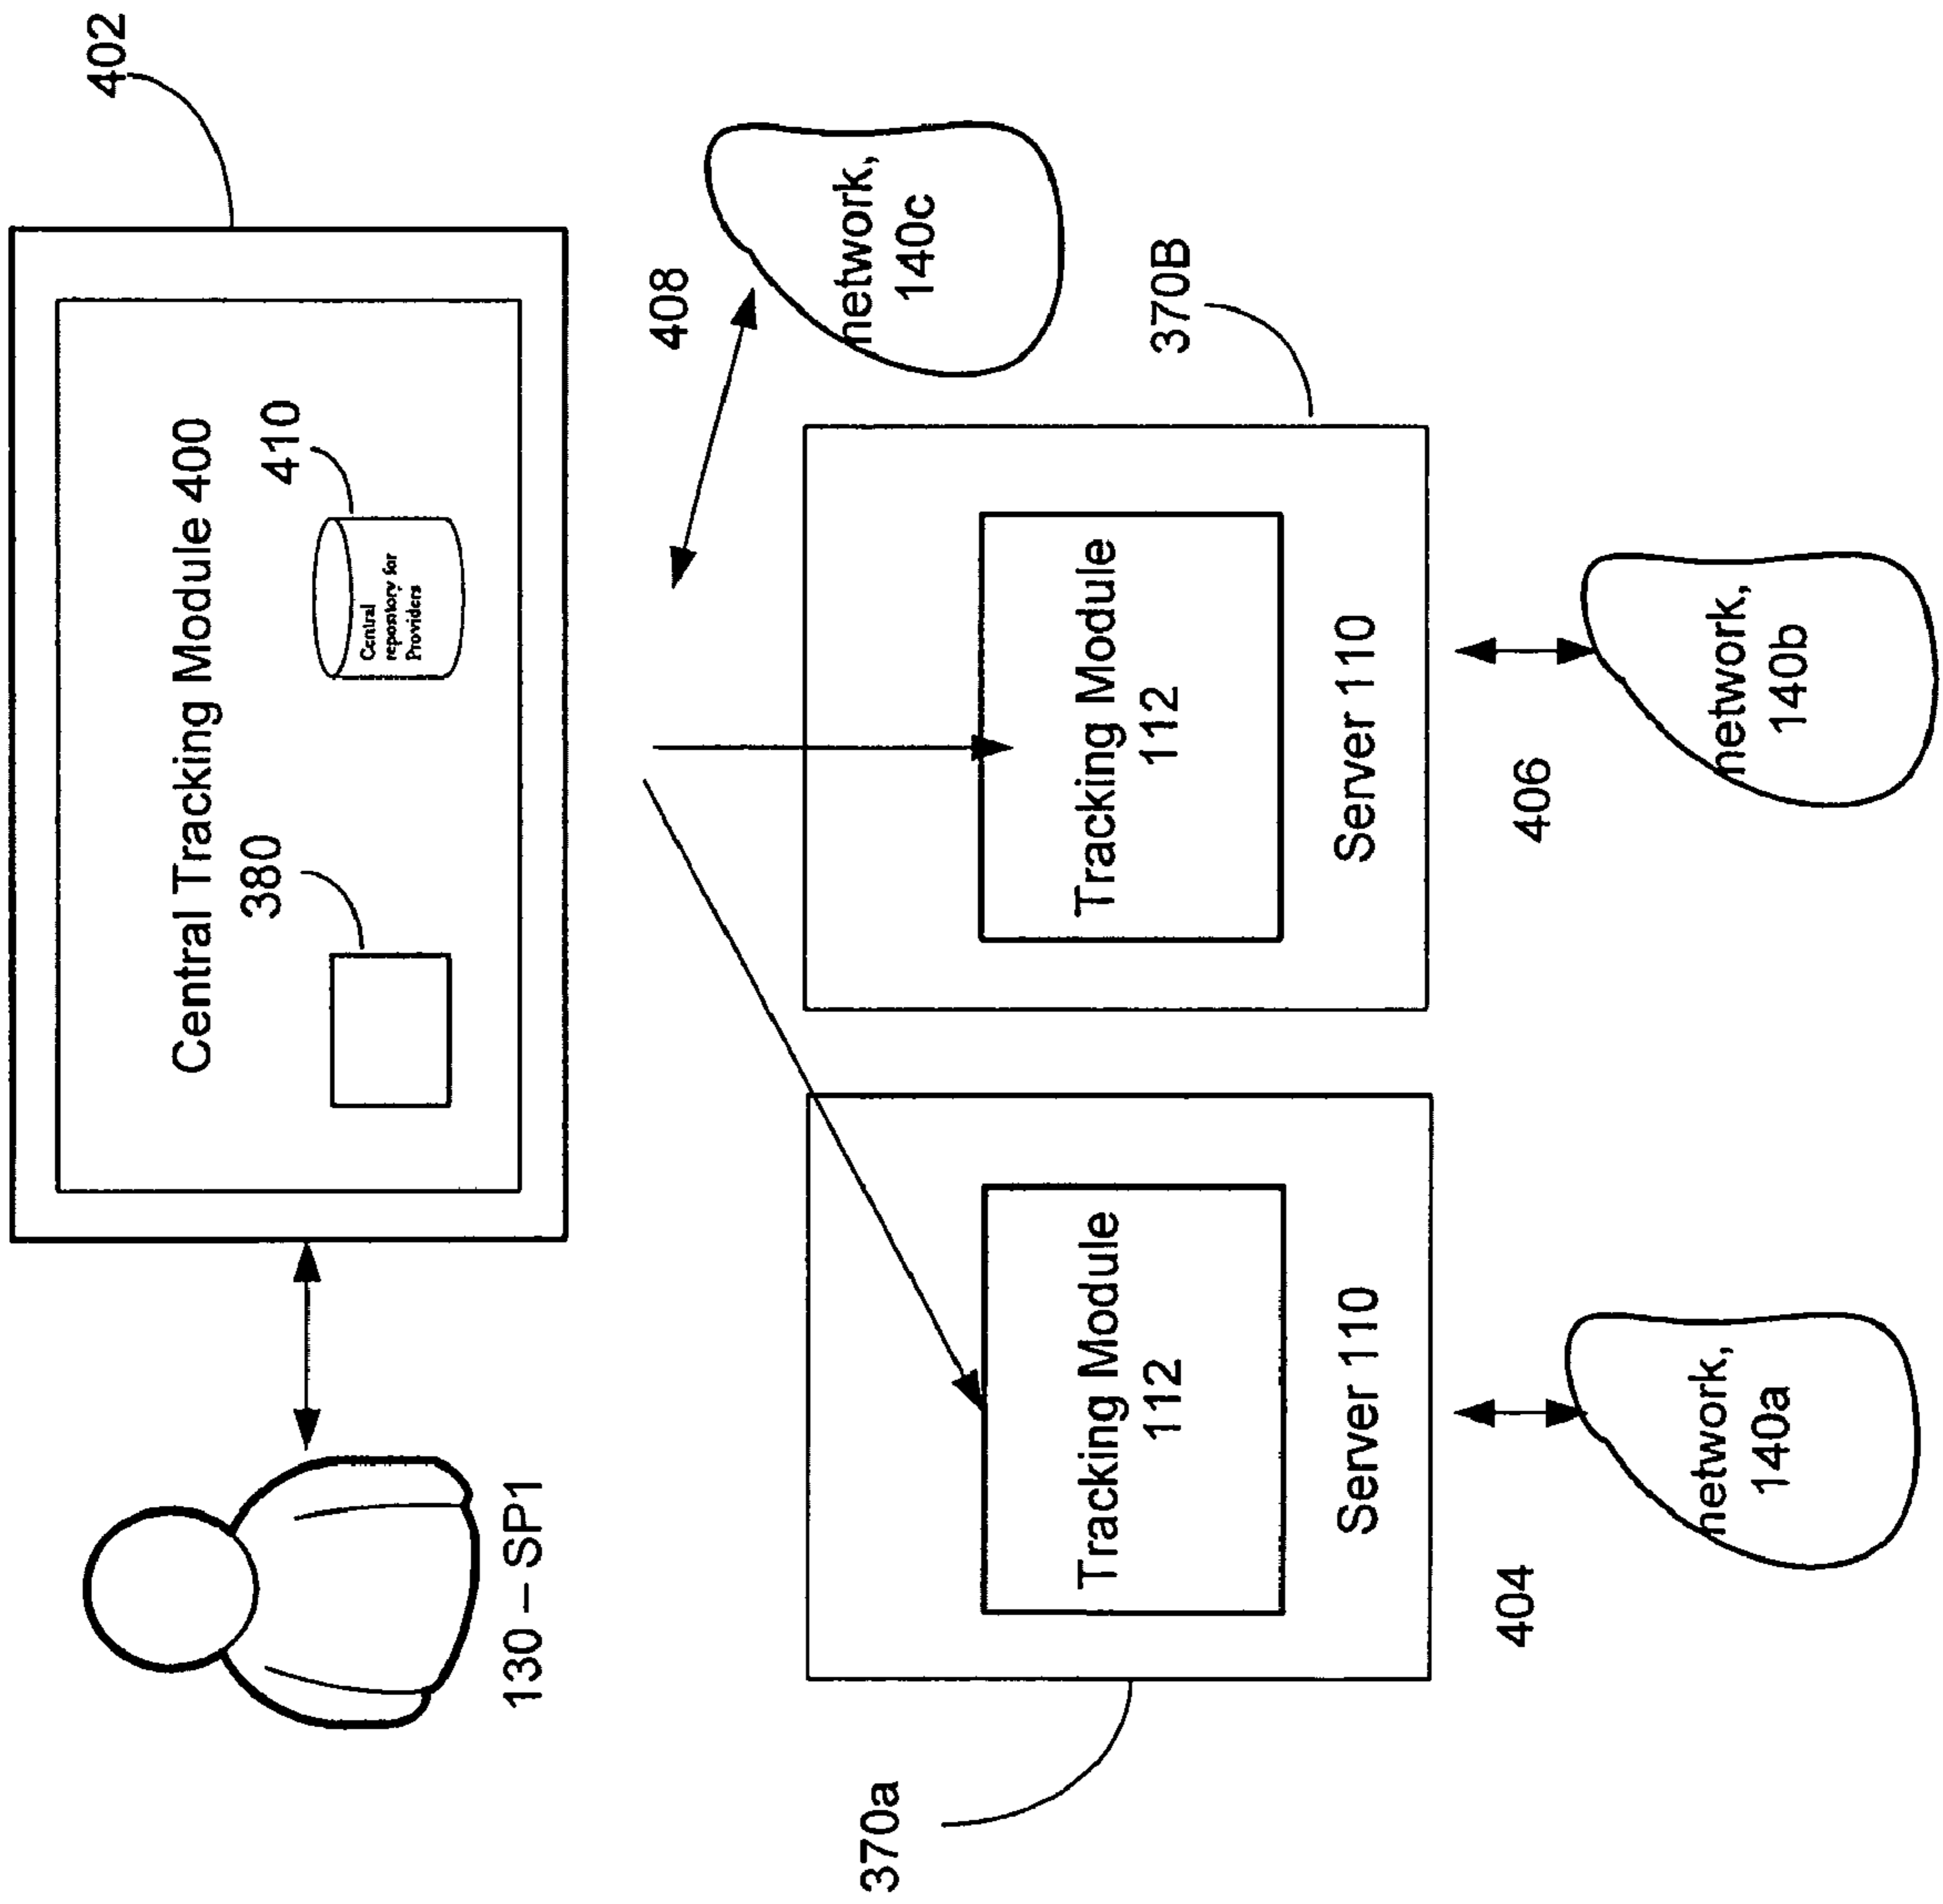 402
Central Tracking Module 400
380
410
Central
repository for
Providers
130 – SP1
408
network,
140c
370a
370B
Tracking Module
112
Server 110
Tracking Module
112
Server 110
404
network,
140a
406
network,
140b